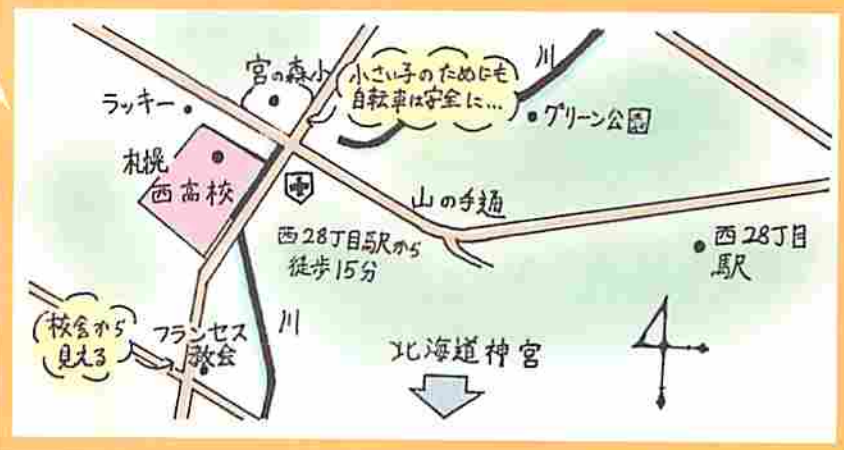 宮の森小
小さい子のためにも
自転車は安全に…
川
ラッキー
グリーン公園
札幌
西高校
山の手通
西28丁目駅から
徒歩15分
西28丁目
駅
校舎から
見える
フランセス
教会
川
北海道神宮